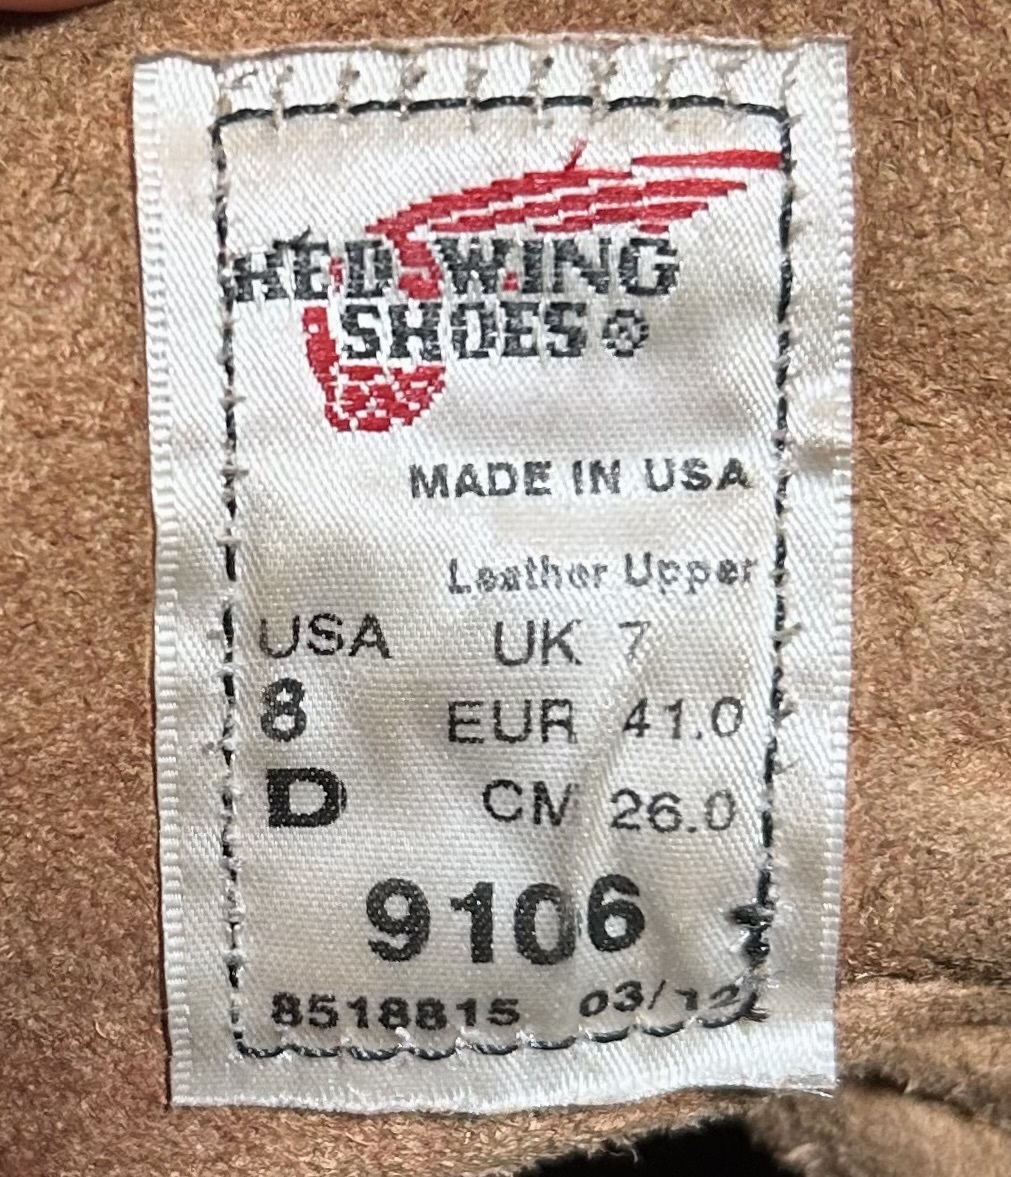 RED WING
SHOES ®
MADE IN USA
Leather Upper
USA UK 7
8 EUR 41.0
D CM 26.0
9106
8518815 03/12